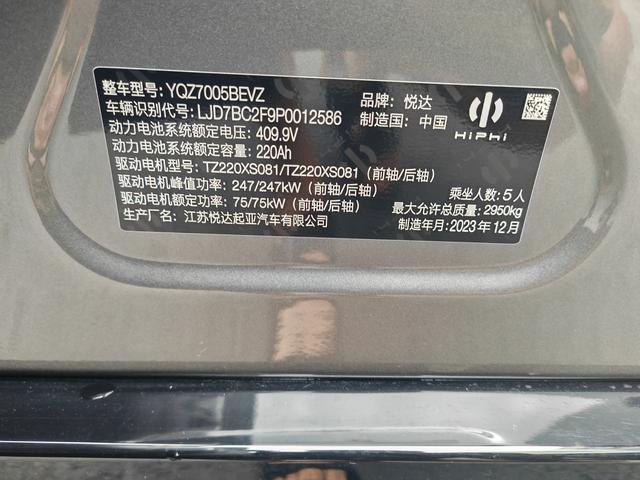 整车型号: YQZ7005BEVZ
品牌: 悦达
车辆识别代号: LJD7BC2F9P0012586
制造国: 中国
HIPHI
动力电池系统额定电压: 409.9V
动力电池系统额定容量: 220Ah
驱动电机型号: TZ220XS081/TZ220XS081 (前轴/后轴)
驱动电机峰值功率: 247/247kW (前轴/后轴)
乘坐人数: 5人
驱动电机额定功率: 75/75kW (前轴/后轴)
最大允许总质量: 2950kg
生产厂名: 江苏悦达起亚汽车有限公司
制造年月: 2023年12月